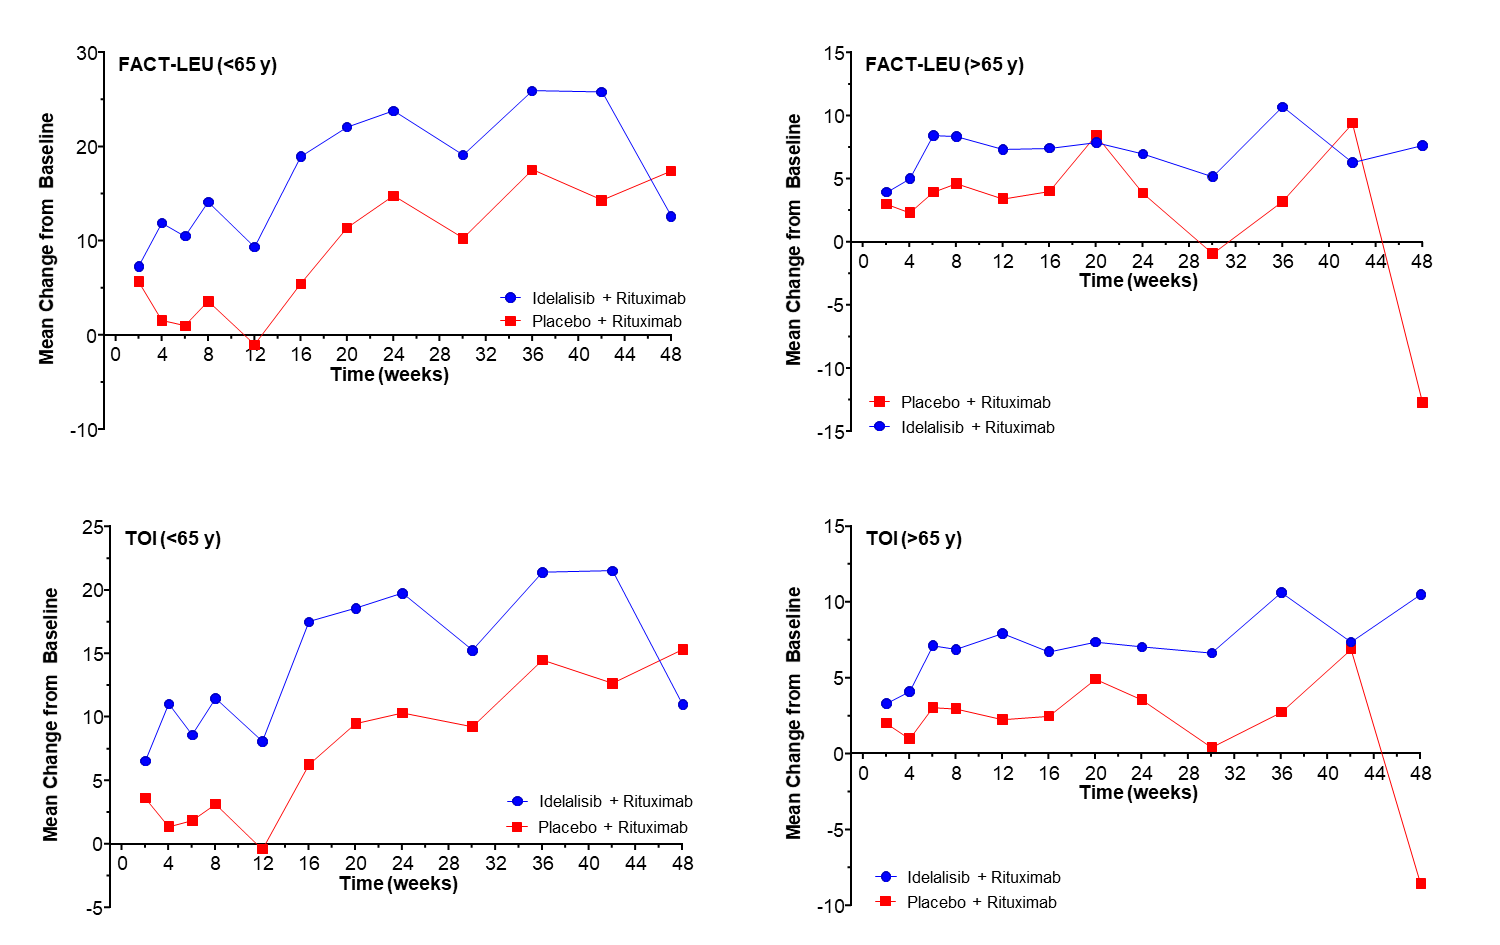 FACT-LEU (<65 y)
Mean Change from Baseline
30
20
10
0
-10
0 4 8 12 16 20 24 28 32 36 40 44 48
Time (weeks)
Idelalisib + Rituximab
Placebo + Rituximab
FACT-LEU (>65 y)
Mean Change from Baseline
15
10
5
0
-5
-10
-15
0 4 8 12 16 20 24 28 32 36 40 44 48
Time (weeks)
Placebo + Rituximab
Idelalisib + Rituximab
TOI (<65 y)
Mean Change from Baseline
25
20
15
10
5
0
-5
0 4 8 12 16 20 24 28 32 36 40 44 48
Time (weeks)
Idelalisib + Rituximab
Placebo + Rituximab
TOI (>65 y)
Mean Change from Baseline
15
10
5
0
-5
-10
0 4 8 12 16 20 24 28 32 36 40 44 48
Time (weeks)
Idelalisib + Rituximab
Placebo + Rituximab